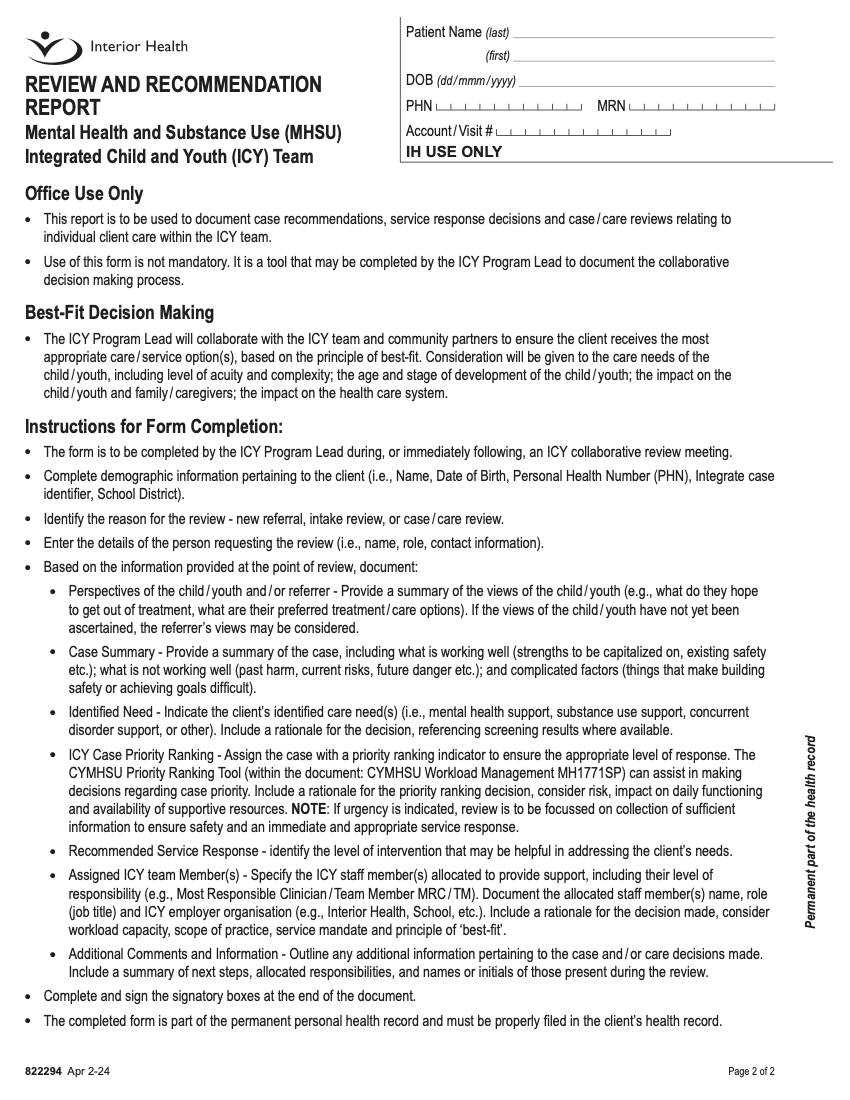 Interior Health
REVIEW AND RECOMMENDATION
REPORT
Mental Health and Substance Use (MHSU)
Integrated Child and Youth (ICY) Team
Patient Name (last)
(first)
DOB (dd/mmm/yyyy)
PHN MRN
Account/Visit #
IH USE ONLY
Office Use Only
• This report is to be used to document case recommendations, service response decisions and case/care reviews relating to
individual client care within the ICY team.
• Use of this form is not mandatory. It is a tool that may be completed by the ICY Program Lead to document the collaborative
decision making process.
Best-Fit Decision Making
• The ICY Program Lead will collaborate with the ICY team and community partners to ensure the client receives the most
appropriate care/service option(s), based on the principle of best-fit. Consideration will be given to the care needs of the
child/youth, including level of acuity and complexity; the age and stage of development of the child/youth; the impact on the
child/youth and family/caregivers; the impact on the health care system.
Instructions for Form Completion:
• The form is to be completed by the ICY Program Lead during, or immediately following, an ICY collaborative review meeting.
• Complete demographic information pertaining to the client (i.e., Name, Date of Birth, Personal Health Number (PHN), Integrate case
identifier, School District).
• Identify the reason for the review - new referral, intake review, or case/care review.
• Enter the details of the person requesting the review (i.e., name, role, contact information).
• Based on the information provided at the point of review, document:
• Perspectives of the child/youth and/or referrer - Provide a summary of the views of the child/youth (e.g., what do they hope
to get out of treatment, what are their preferred treatment/care options). If the views of the child/youth have not yet been
ascertained, the referrer's views may be considered.
• Case Summary - Provide a summary of the case, including what is working well (strengths to be capitalized on, existing safety
etc.); what is not working well (past harm, current risks, future danger etc.); and complicated factors (things that make building
safety or achieving goals difficult).
• Identified Need - Indicate the client's identified care need(s) (i.e., mental health support, substance use support, concurrent
disorder support, or other). Include a rationale for the decision, referencing screening results where available.
• ICY Case Priority Ranking - Assign the case with a priority ranking indicator to ensure the appropriate level of response. The
CYMHSU Priority Ranking Tool (within the document: CYMHSU Workload Management MH1771SP) can assist in making
decisions regarding case priority. Include a rationale for the priority ranking decision, consider risk, impact on daily functioning
and availability of supportive resources. NOTE: If urgency is indicated, review is to be focussed on collection of sufficient
information to ensure safety and an immediate and appropriate service response.
• Recommended Service Response - identify the level of intervention that may be helpful in addressing the client's needs.
• Assigned ICY team Member(s) - Specify the ICY staff member(s) allocated to provide support, including their level of
responsibility (e.g., Most Responsible Clinician/Team Member MRC/TM). Document the allocated staff member(s) name, role
(job title) and ICY employer organisation (e.g., Interior Health, School, etc.). Include a rationale for the decision made, consider
workload capacity, scope of practice, service mandate and principle of 'best-fit'.
• Additional Comments and Information - Outline any additional information pertaining to the case and/or care decisions made.
Include a summary of next steps, allocated responsibilities, and names or initials of those present during the review.
• Complete and sign the signatory boxes at the end of the document.
• The completed form is part of the permanent personal health record and must be properly filed in the client's health record.
Permanent part of the health record
822294 Apr 2-24
Page 2 of 2